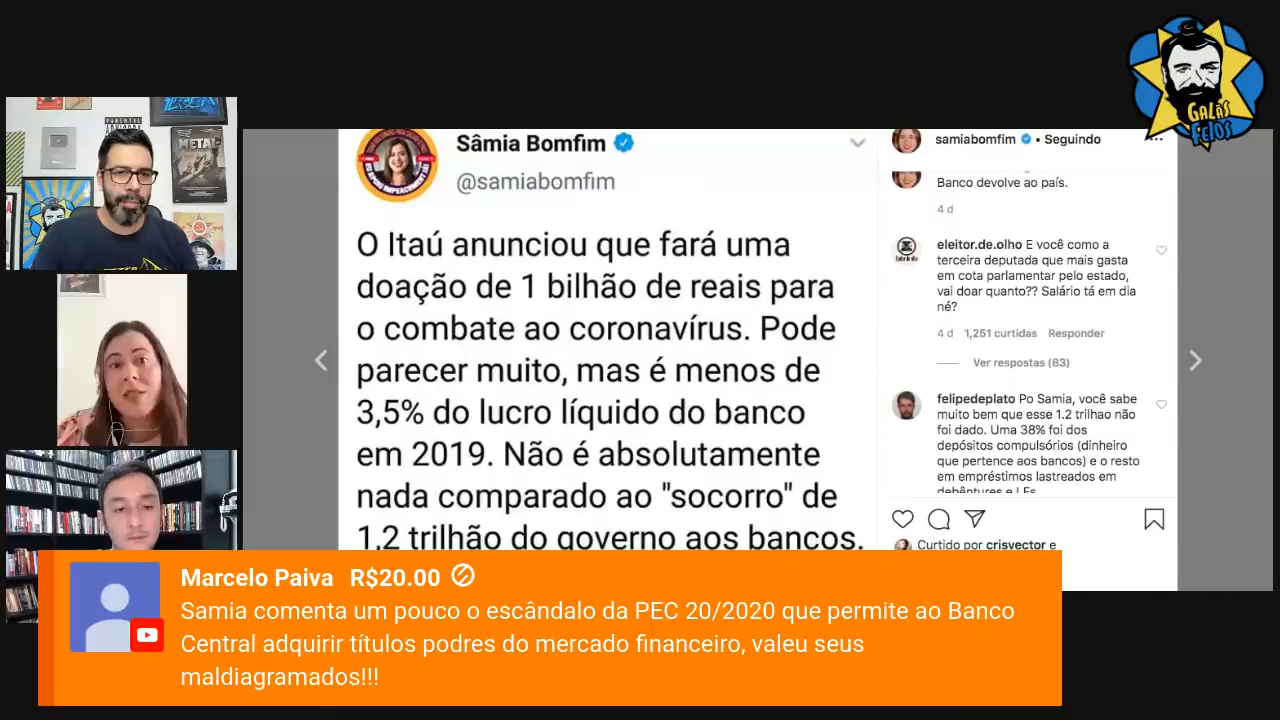 GALÃS
FEIOS
PARENTAL
METAL
Sâmia Bomfim
@samiabomfim
O Itaú anunciou que fará uma
doação de 1 bilhão de reais para
o combate ao coronavírus. Pode
parecer muito, mas é menos de
3,5% do lucro líquido do banco
em 2019. Não é absolutamente
nada comparado ao "socorro" de
1,2 trilhão do governo aos bancos.
samiabomfim • Seguindo
Banco devolve ao país.
4 d
eleitor.de.olho E você como a
terceira deputada que mais gasta
em cota parlamentar pelo estado,
vai doar quanto?? Salário tá em dia
né?
4 d 1,251 curtidas Responder
Ver respostas (83)
felipedeplato Po Samia, você sabe
muito bem que esse 1.2 trilhao não
foi dado. Uma 38% foi dos
depósitos compulsórios (dinheiro
que pertence aos bancos) e o resto
em empréstimos lastreados em
debêntures e LFs
Curtido por crisvector e
Marcelo Paiva R$20.00
Samia comenta um pouco o escândalo da PEC 20/2020 que permite ao Banco
Central adquirir títulos podres do mercado financeiro, valeu seus
maldiagramados!!!